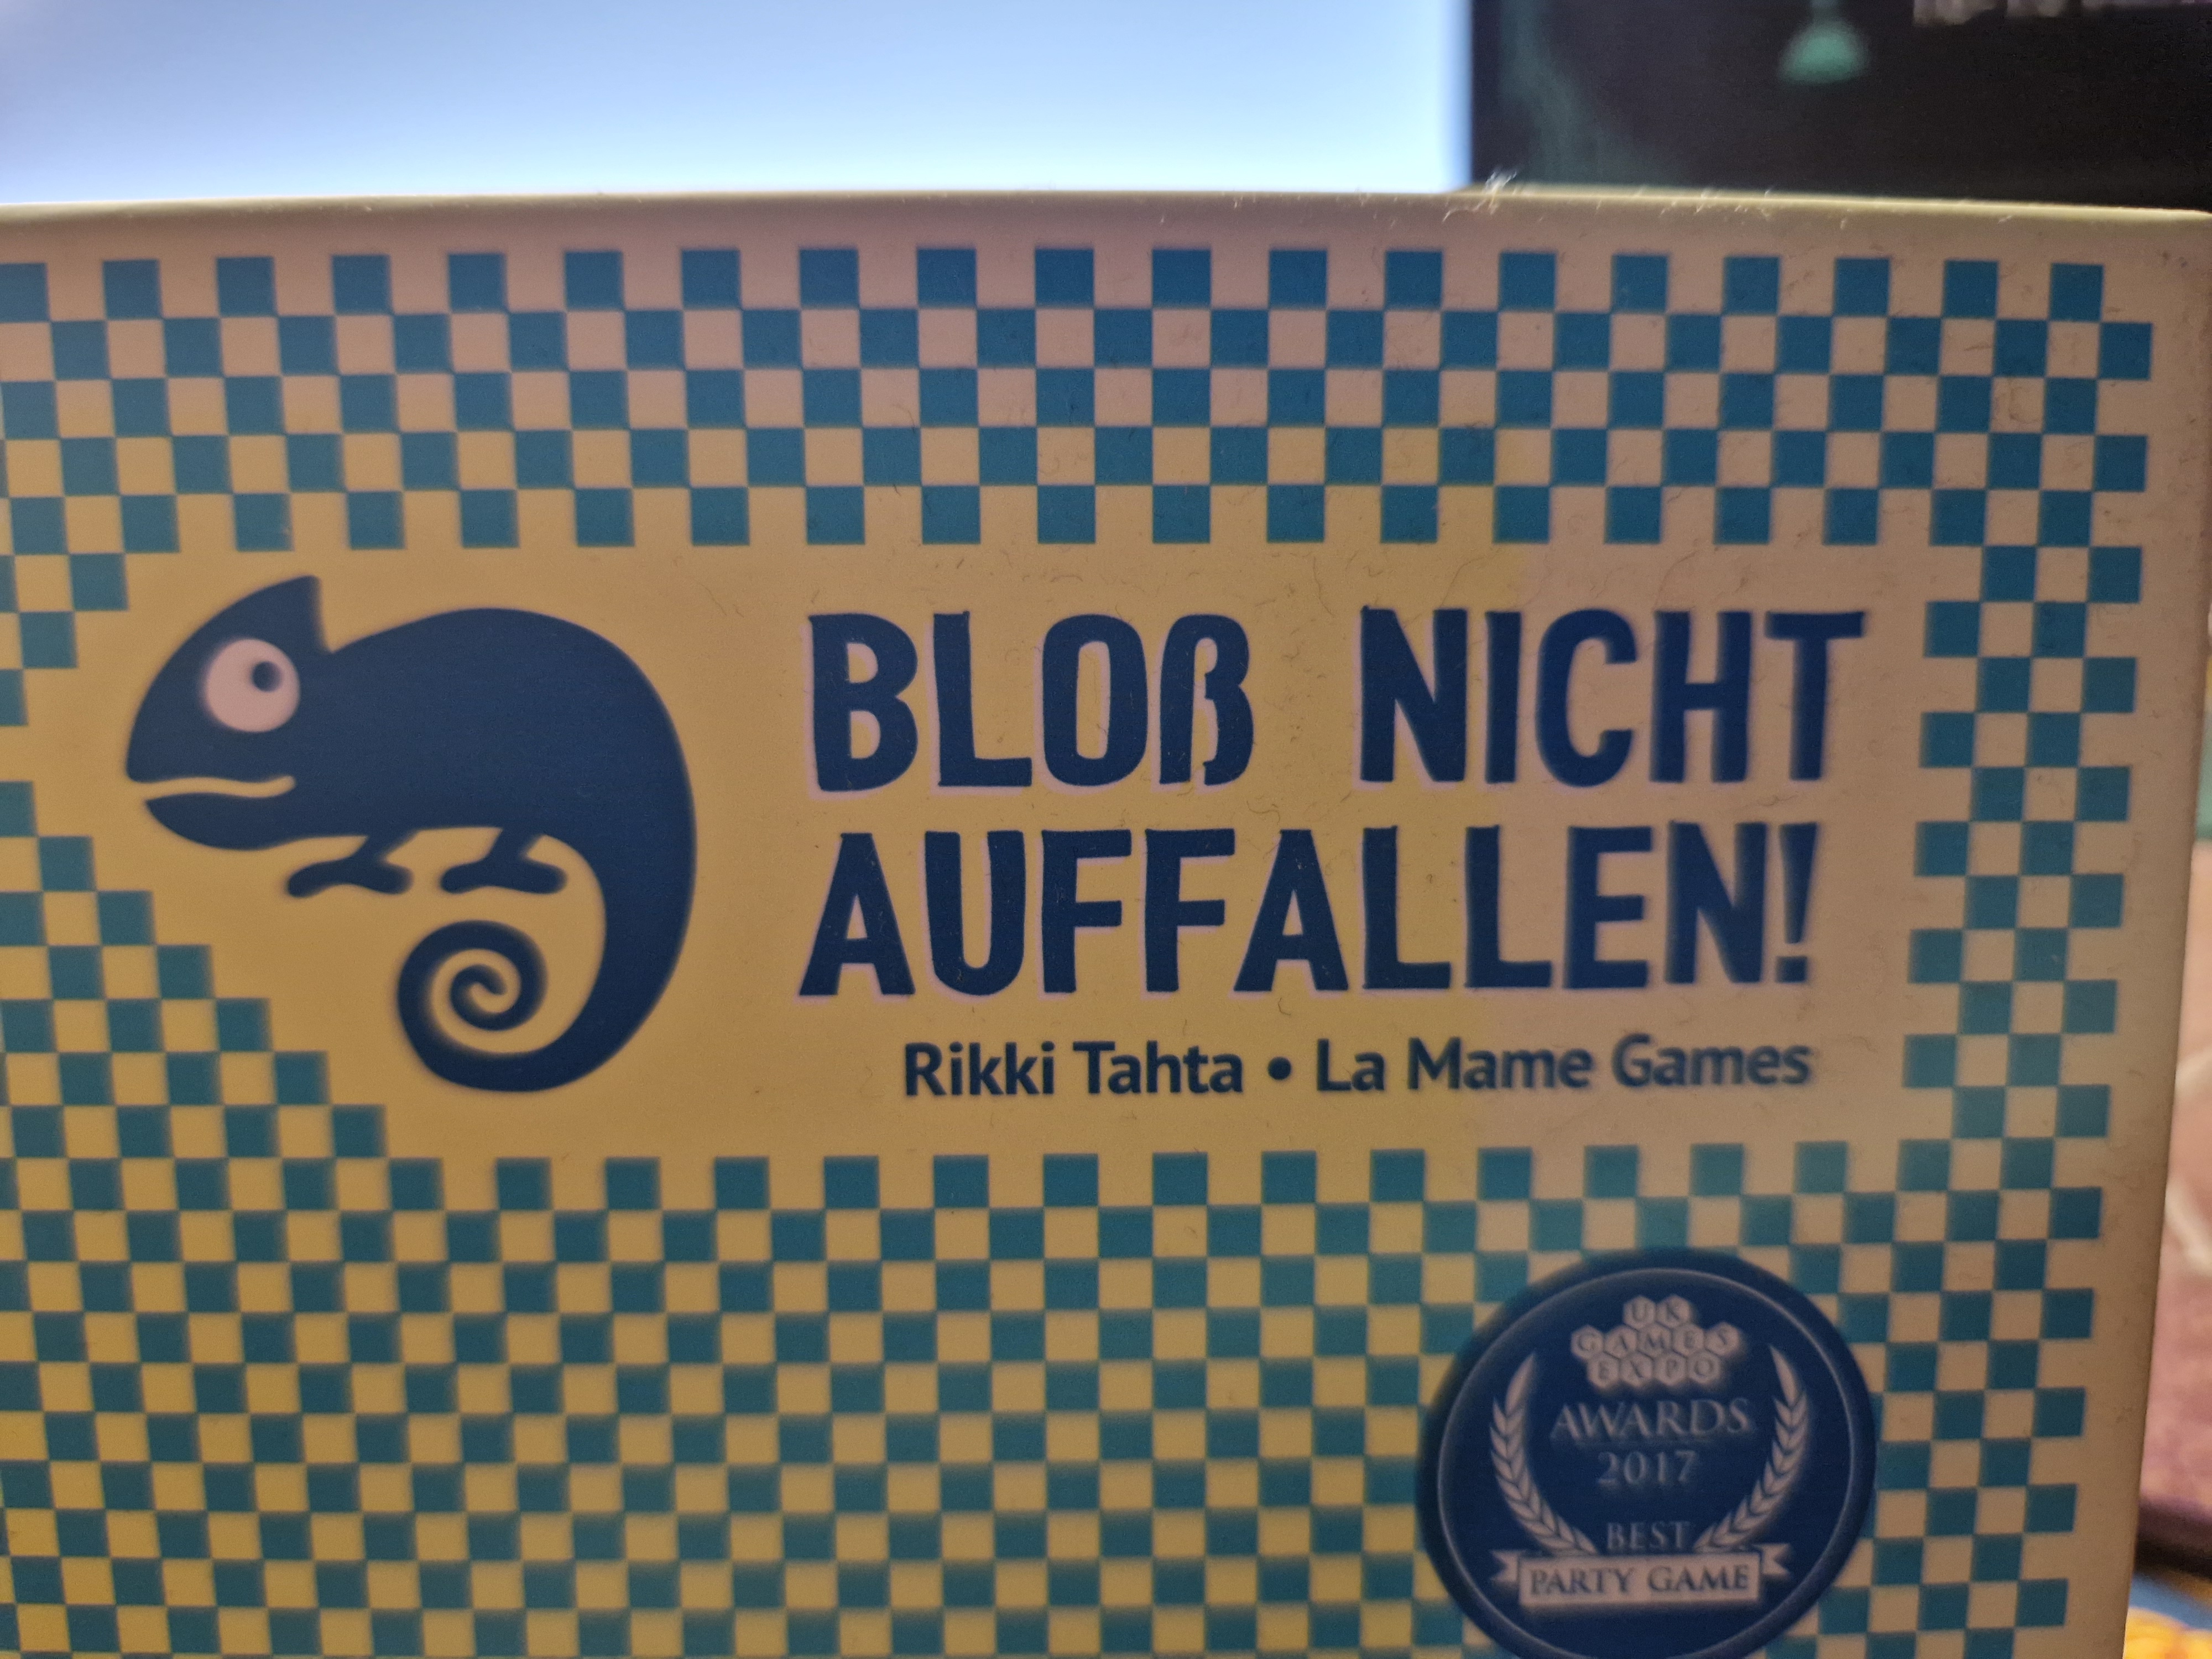 BLOß NICHT
AUFFALLEN!
Rikki Tahta • La Mame Games
UK
GAMES
EXPO
AWARDS
2017
BEST
PARTY GAME